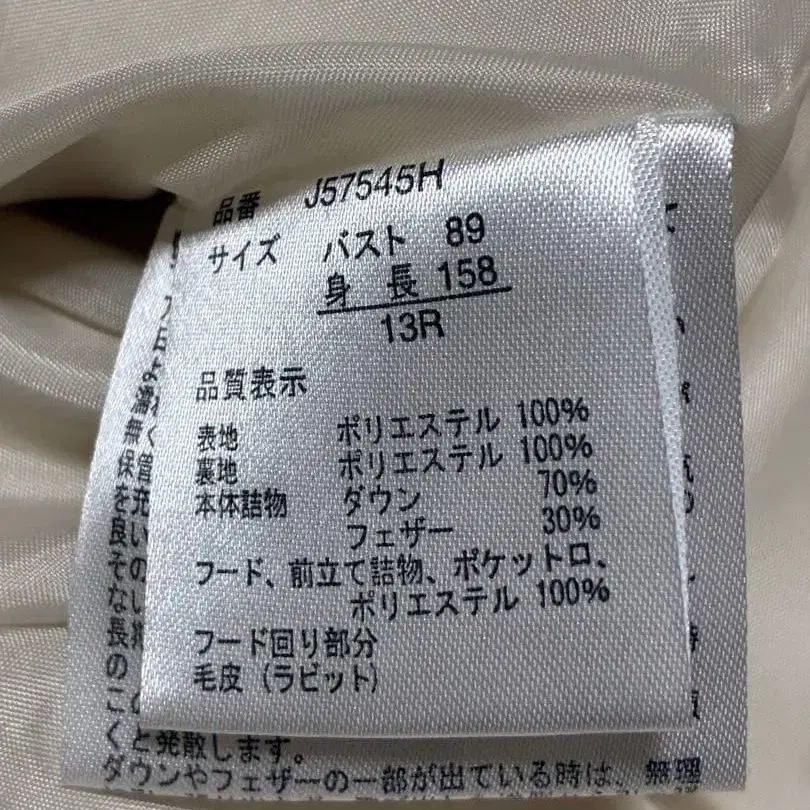 品番 J57545H
サイズ バスト 89
身 長 158
13R
品質表示
表地 ポリエステル 100%
裏地 ポリエステル 100%
本体詰物 ダウン 70%
フェザー 30%
フード、前立て詰物、ポケット口、
ポリエステル 100%
フード回り部分
毛皮(ラビット)
と発散します。
ダウンやフェザーの一部が出ている時は、無理